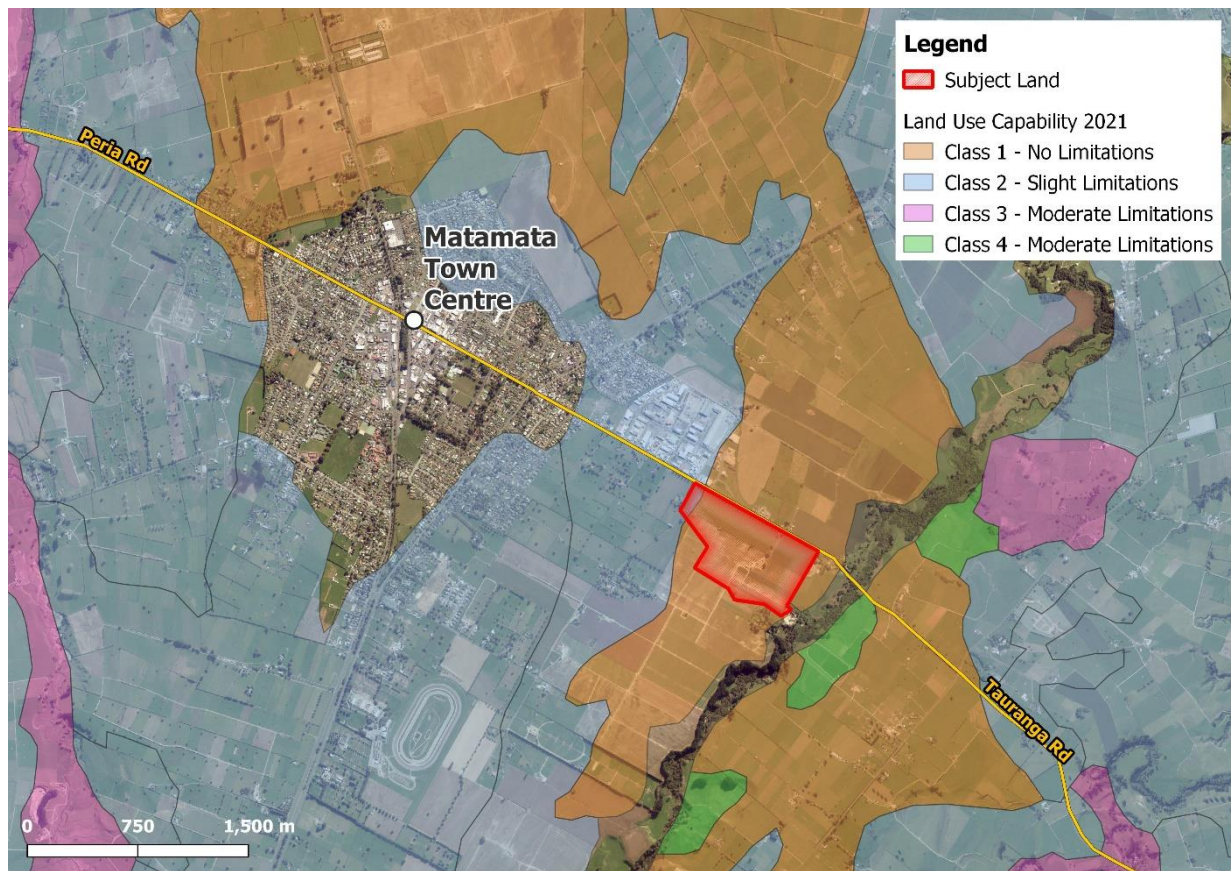 Legend
Subject Land
Land Use Capability 2021
Class 1 - No Limitations
Class 2 - Slight Limitations
Class 3 - Moderate Limitations
Class 4 - Moderate Limitations
Peria Rd
Matamata
Town
Centre
Tauranga Rd
0 750 1,500 m